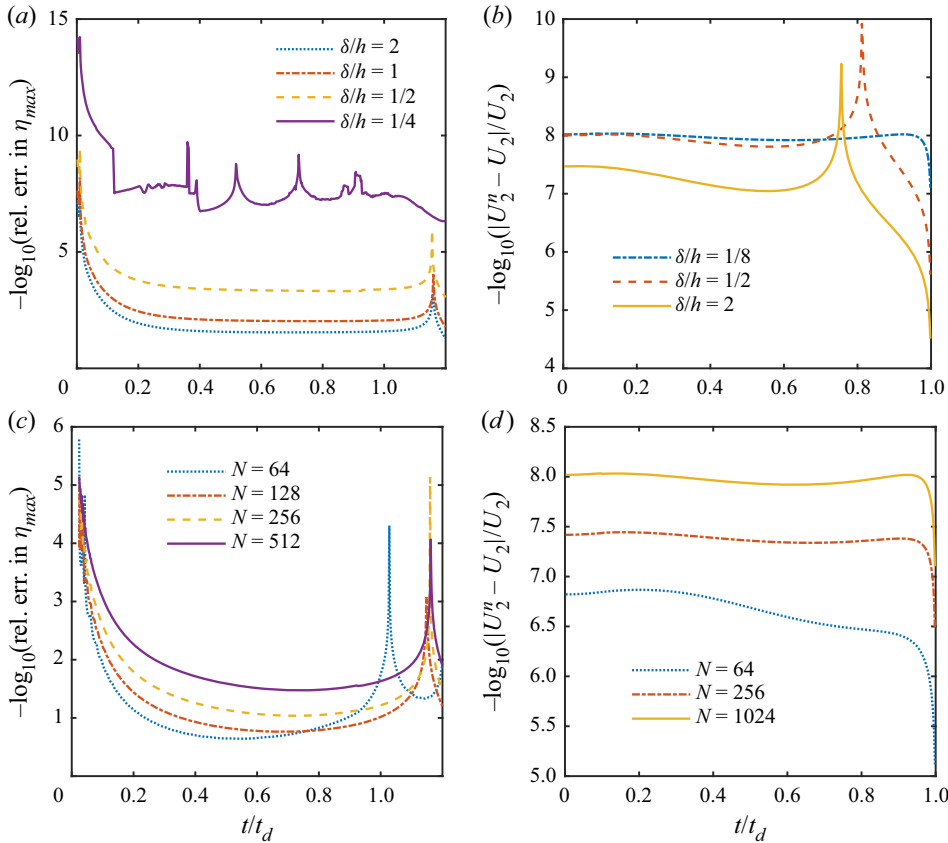 (a)
15
10
5
−log10(rel. err. in ηmax)
δ/h = 2
δ/h = 1
δ/h = 1/2
δ/h = 1/4
0 0.2 0.4 0.6 0.8 1.0
(b)
10
9
8
7
6
5
4
−log10(|U2^n − U2|/U2)
δ/h = 1/8
δ/h = 1/2
δ/h = 2
0 0.2 0.4 0.6 0.8 1.0
(c)
6
5
4
3
2
1
−log10(rel. err. in ηmax)
N = 64
N = 128
N = 256
N = 512
0 0.2 0.4 0.6 0.8 1.0
t/td
(d)
8.5
8.0
7.5
7.0
6.5
6.0
5.5
5.0
−log10(|U2^n − U2|/U2)
N = 64
N = 256
N = 1024
0 0.2 0.4 0.6 0.8 1.0
t/td